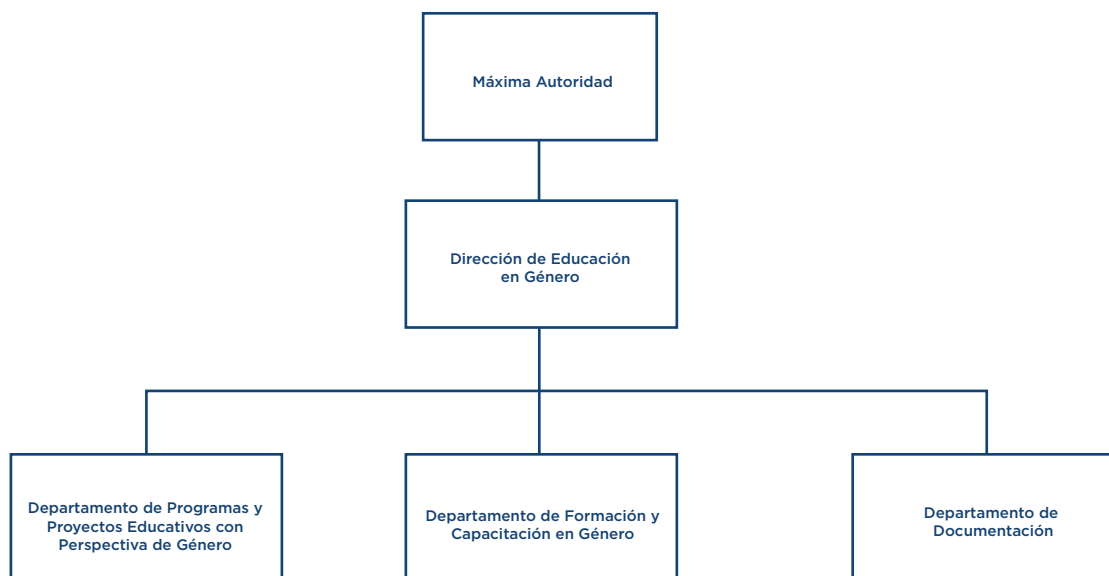 Máxima Autoridad
Dirección de Educación
en Género
Departamento de Programas y
Proyectos Educativos con
Perspectiva de Género
Departamento de Formación y
Capacitación en Género
Departamento de
Documentación